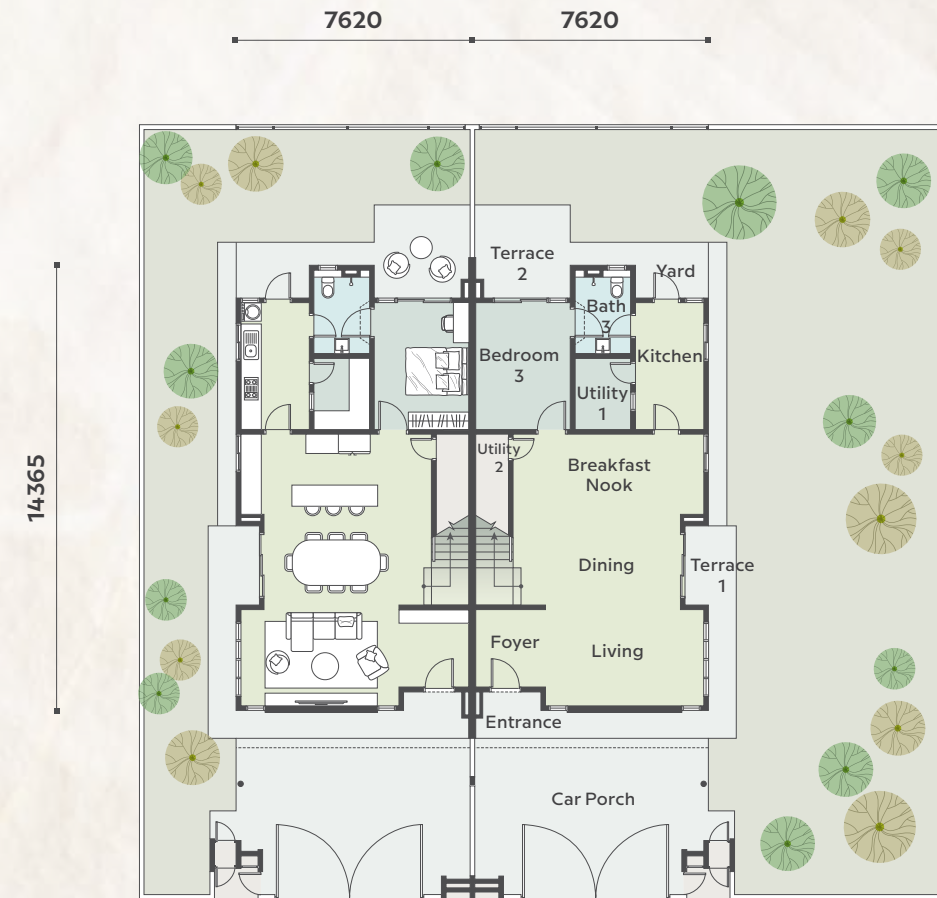 7620
7620
14365
Terrace
2
Yard
Bath
3
Bedroom
3
Kitchen
Utility
1
Utility
2
Breakfast
Nook
Dining
Terrace
1
Foyer
Living
Entrance
Car Porch